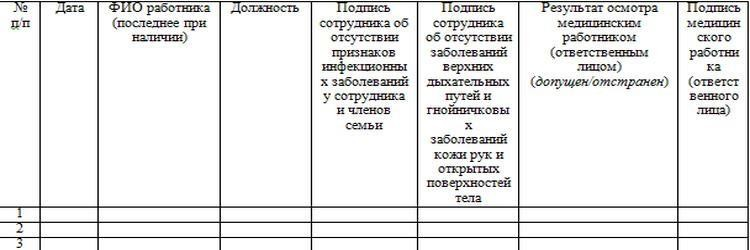 №
п/п
Дата
ФИО работника
(последнее при
наличии)
Должность
Подпись
сотрудника об
отсутствии
признаков
инфекционны
х заболеваний
у сотрудника
и членов
семьи
Подпись
сотрудника
об отсутствии
заболеваний
верхних
дыхательных
путей и
гнойничковы
х
заболеваний
кожи рук и
открытых
поверхностей
тела
Результат осмотра
медицинским
работником
(ответственным
лицом)
(допущен/отстранен)
Подпись
медицин
ского
работни
ка
(ответст
венного
лица)
1
2
3